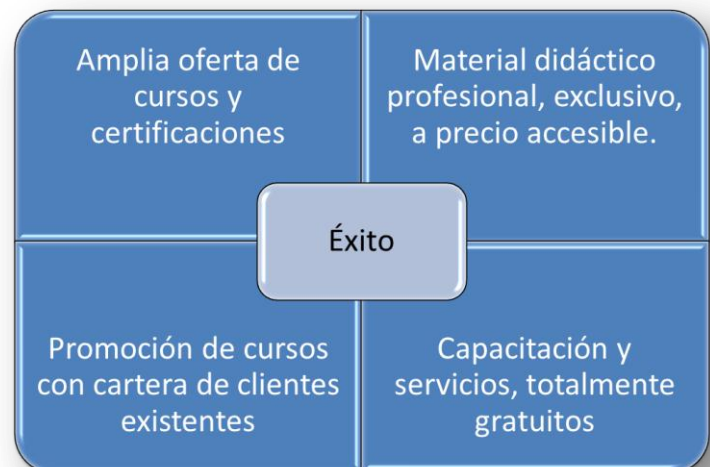 Amplia oferta de
cursos y
certificaciones
Material didáctico
profesional, exclusivo,
a precio accesible.
Éxito
Promoción de cursos
con cartera de clientes
existentes
Capacitación y
servicios, totalmente
gratuitos